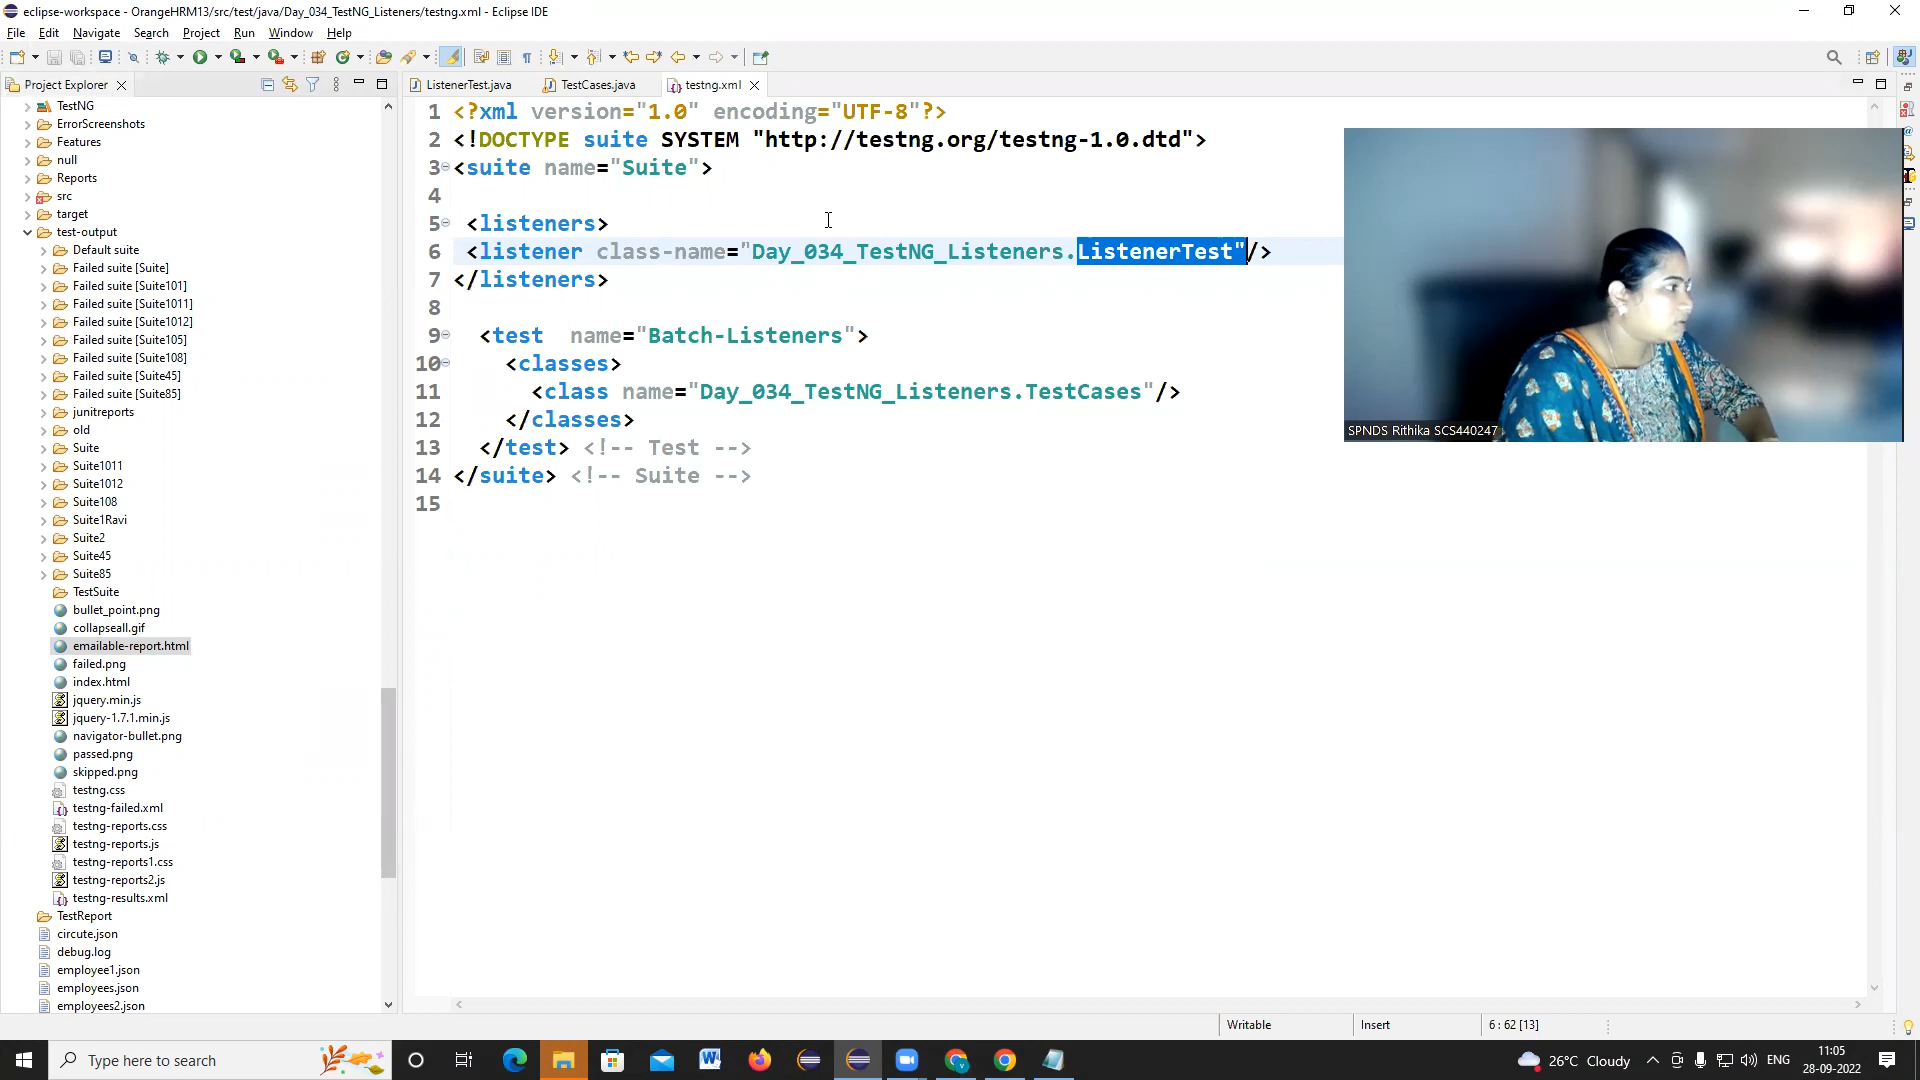 eclipse-workspace - OrangeHRM13/src/test/java/Day_034_TestNG_Listeners/testng.xml - Eclipse IDE
File Edit Navigate Search Project Run Window Help
Project Explorer
ListenerTest.java TestCases.java testng.xml
TestNG
ErrorScreenshots
Features
null
Reports
src
target
test-output
Default suite
Failed suite [Suite]
Failed suite [Suite101]
Failed suite [Suite1011]
Failed suite [Suite1012]
Failed suite [Suite105]
Failed suite [Suite108]
Failed suite [Suite45]
Failed suite [Suite85]
junitreports
old
Suite
Suite1011
Suite1012
Suite108
Suite1Ravi
Suite2
Suite45
Suite85
TestSuite
bullet_point.png
collapseall.gif
emailable-report.html
failed.png
index.html
jquery.min.js
jquery-1.7.1.min.js
navigator-bullet.png
passed.png
skipped.png
testng.css
testng-failed.xml
testng-reports.css
testng-reports.js
testng-reports1.css
testng-reports2.js
testng-results.xml
TestReport
circute.json
debug.log
employee1.json
employees.json
employees2.json
1 <?xml version="1.0" encoding="UTF-8"?>
2 <!DOCTYPE suite SYSTEM "http://testng.org/testng-1.0.dtd">
3 <suite name="Suite">
4
5 <listeners>
6 <listener class-name="Day_034_TestNG_Listeners.ListenerTest"/>
7 </listeners>
8
9 <test name="Batch-Listeners">
10 <classes>
11 <class name="Day_034_TestNG_Listeners.TestCases"/>
12 </classes>
13 </test> <!-- Test -->
14 </suite> <!-- Suite -->
15
SPNDS Rithika SCS440247
Writable Insert 6 : 62 [13]
Type here to search
26°C Cloudy ENG
11:05
28-09-2022